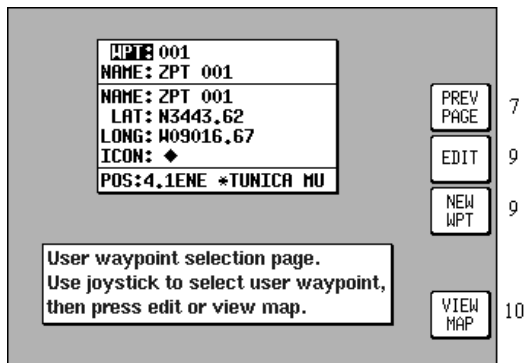 WPT: 001
NAME: ZPT 001
NAME: ZPT 001
LAT: N3443.62
LONG: W09016.67
ICON: ◆
POS:4.1ENE *TUNICA MU
PREV
PAGE
7
EDIT
9
NEW
WPT
9
User waypoint selection page.
Use joystick to select user waypoint,
then press edit or view map.
VIEW
MAP
10